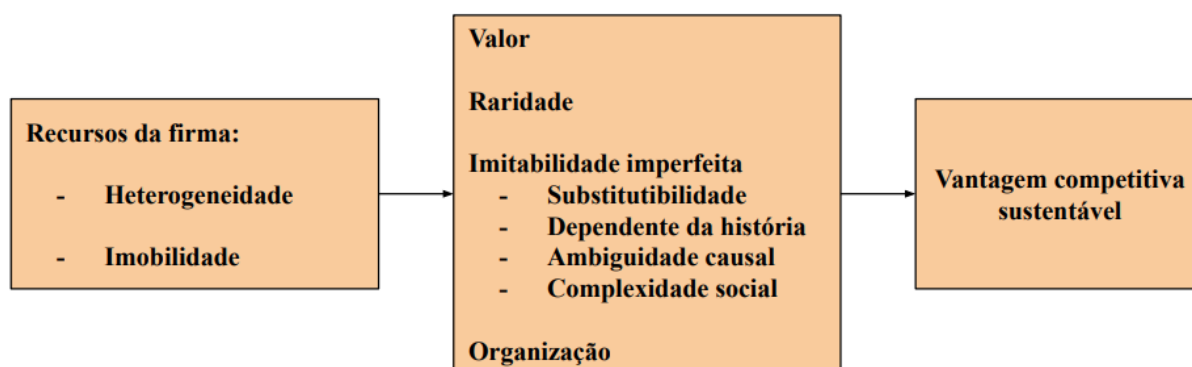 Recursos da firma:
- Heterogeneidade
- Imobilidade
Valor
Raridade
Imitabilidade imperfeita
- Substitutibilidade
- Dependente da história
- Ambiguidade causal
- Complexidade social
Organização
Vantagem competitiva
sustentável